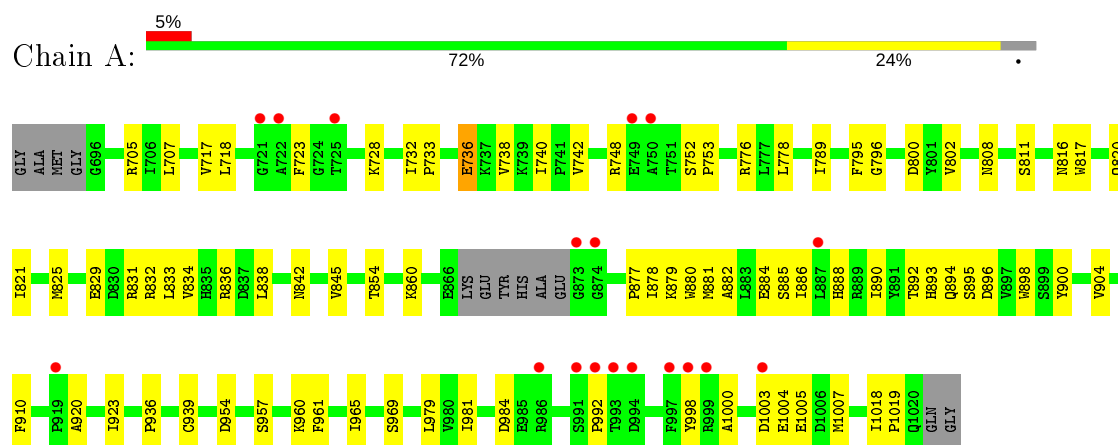 5%
Chain A:
72% 24% •
GLY ALA MET GLY G696 R705 I706 L707 V717 L718 G721 A722 F723 G724 T725 K728 I732 P733 E736 K737 V738 K739 I740 P741 V742 R748 E749 A750 T751 S752 P753 R776 L777 L778 I789 F795 G796 D800 Y801 V802 N808 S811 N816 W817
I821 M825 E829 D830 R831 R832 L833 V834 H835 R836 D837 L838 N842 V845 T854 K860 E866 LYS GLU TYR HIS ALA GLU G873 G874 P877 I878 K879 W880 M881 A882 L883 E884 S885 I886 L887 H888 R889 I890 Y891 T892 H893 Q894 S895 D896 V897 W898 S899 Y900 V904
F910 P919 A920 I923 P936 C939 D954 S957 K960 F961 I965 S969 L979 V980 I981 D984 E985 R986 S991 P992 T993 D994 F997 Y998 R999 A1000 D1003 E1004 E1005 D1006 M1007 I1018 P1019 Q1020 GLN GLY